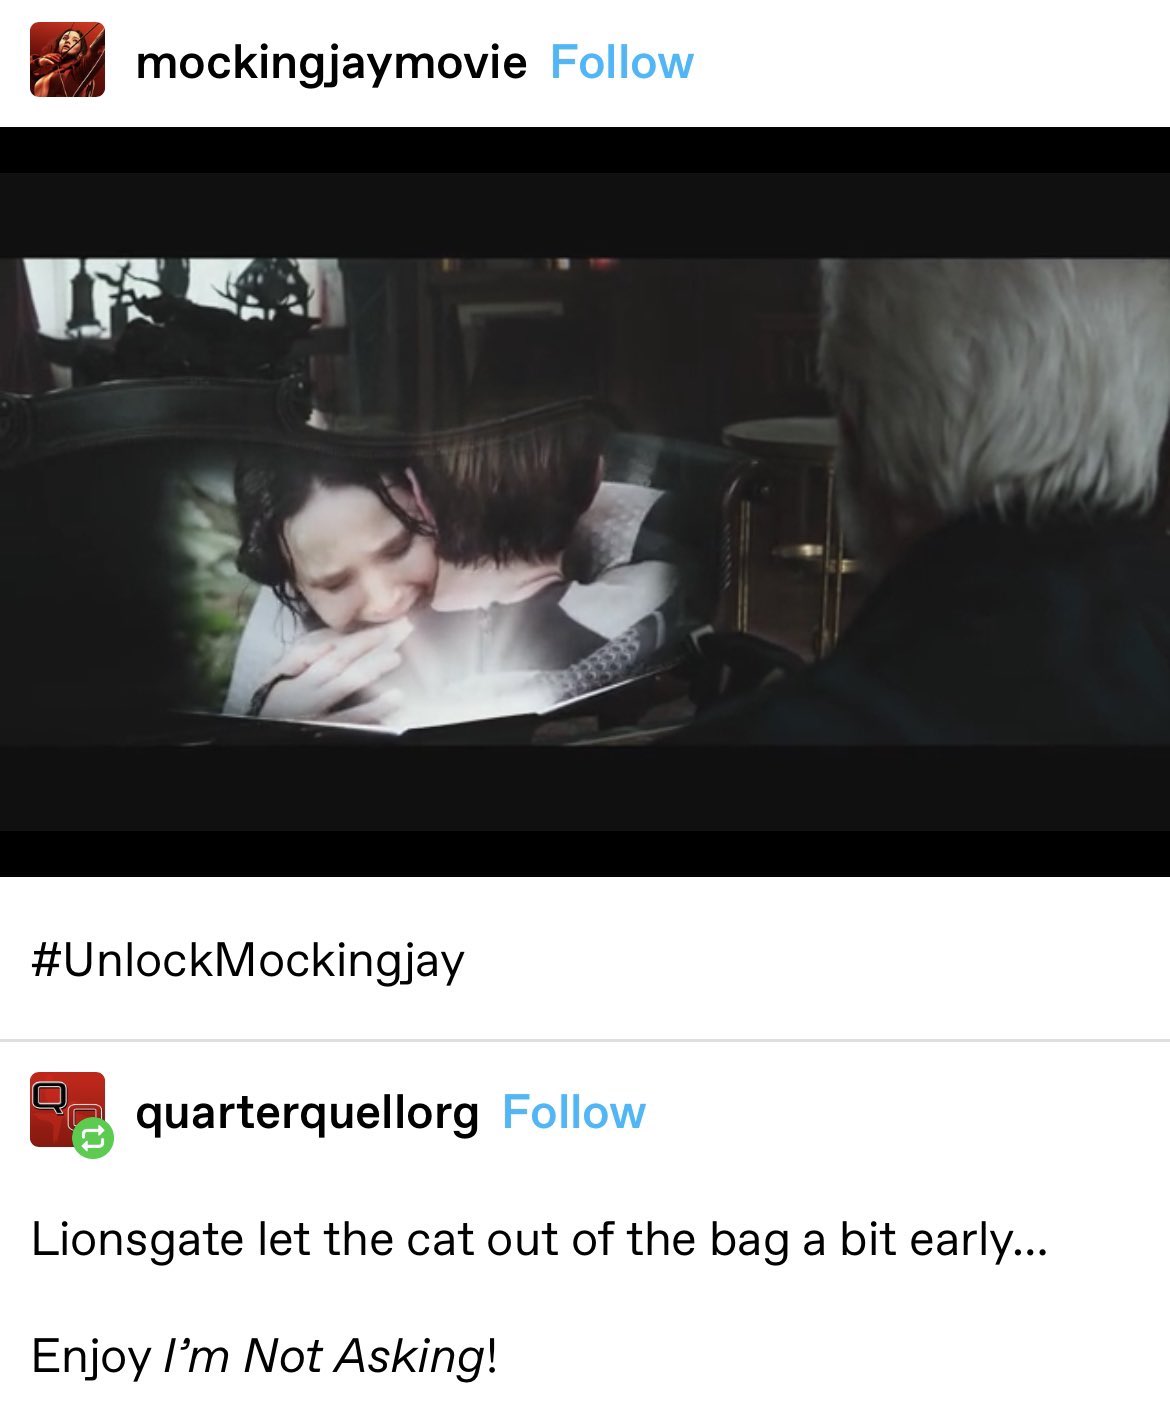 mockingjaymovie Follow
#UnlockMockingjay
quarterquellorg Follow
Lionsgate let the cat out of the bag a bit early...
Enjoy I’m Not Asking!